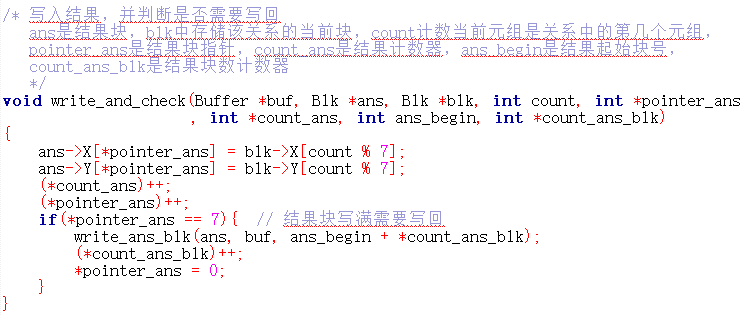 /* 写入结果，并判断是否需要写回
ans是结果块，blk中存储该关系的当前块，count计数当前元组是关系中的第几个元组，
pointer_ans是结果块指针，count_ans是结果计数器，ans_begin是结果起始块号，
count_ans_blk是结果块数计数器
*/
void write_and_check(Buffer *buf, Blk *ans, Blk *blk, int count, int *pointer_ans
, int *count_ans, int ans_begin, int *count_ans_blk)
{
ans->X[*pointer_ans] = blk->X[count % 7];
ans->Y[*pointer_ans] = blk->Y[count % 7];
(*count_ans)++;
(*pointer_ans)++;
if(*pointer_ans == 7){ // 结果块写满需要写回
write_ans_blk(ans, buf, ans_begin + *count_ans_blk);
(*count_ans_blk)++;
*pointer_ans = 0;
}
}